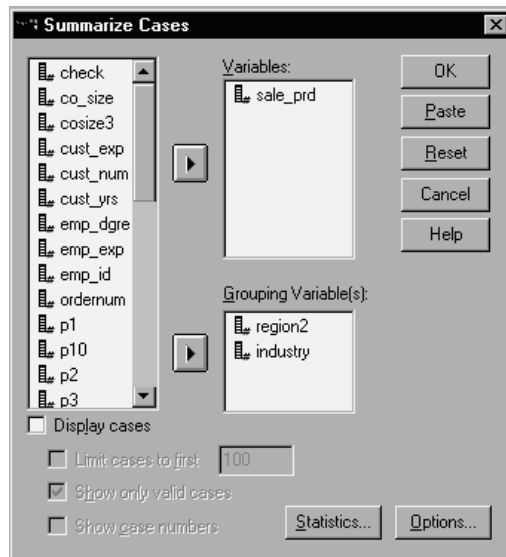 Summarize Cases
check
co_size
cosize3
cust_exp
cust_num
cust_yrs
emp_dgre
emp_exp
emp_id
ordernum
p1
p10
p2
p3
Variables:
sale_prd
Grouping Variable(s):
region2
industry
OK
Paste
Reset
Cancel
Help
Display cases
Limit cases to first 100
Show only valid cases
Show case numbers
Statistics...
Options...